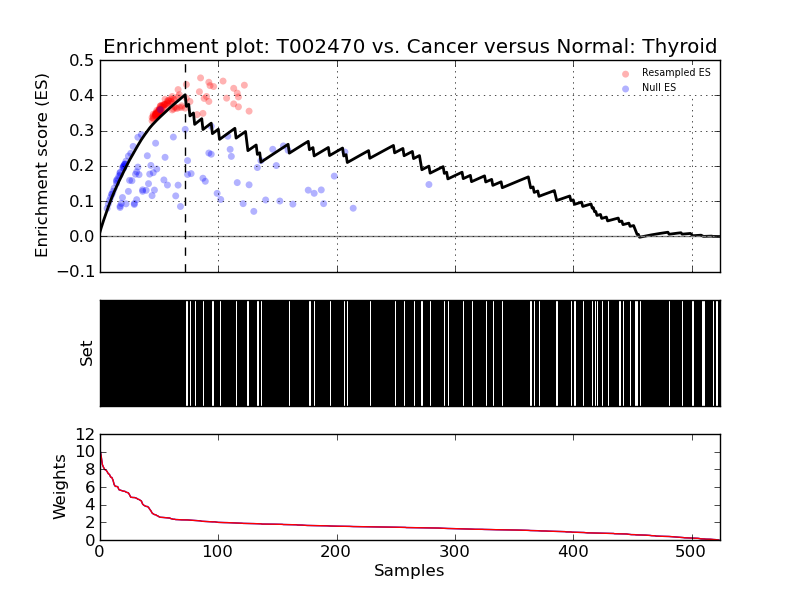 Enrichment plot: T002470 vs. Cancer versus Normal: Thyroid
0.5
0.4
0.3
0.2
0.1
0.0
−0.1
Enrichment score (ES)
Resampled ES
Null ES
Set
12
10
8
6
4
2
0
Weights
0 100 200 300 400 500
Samples